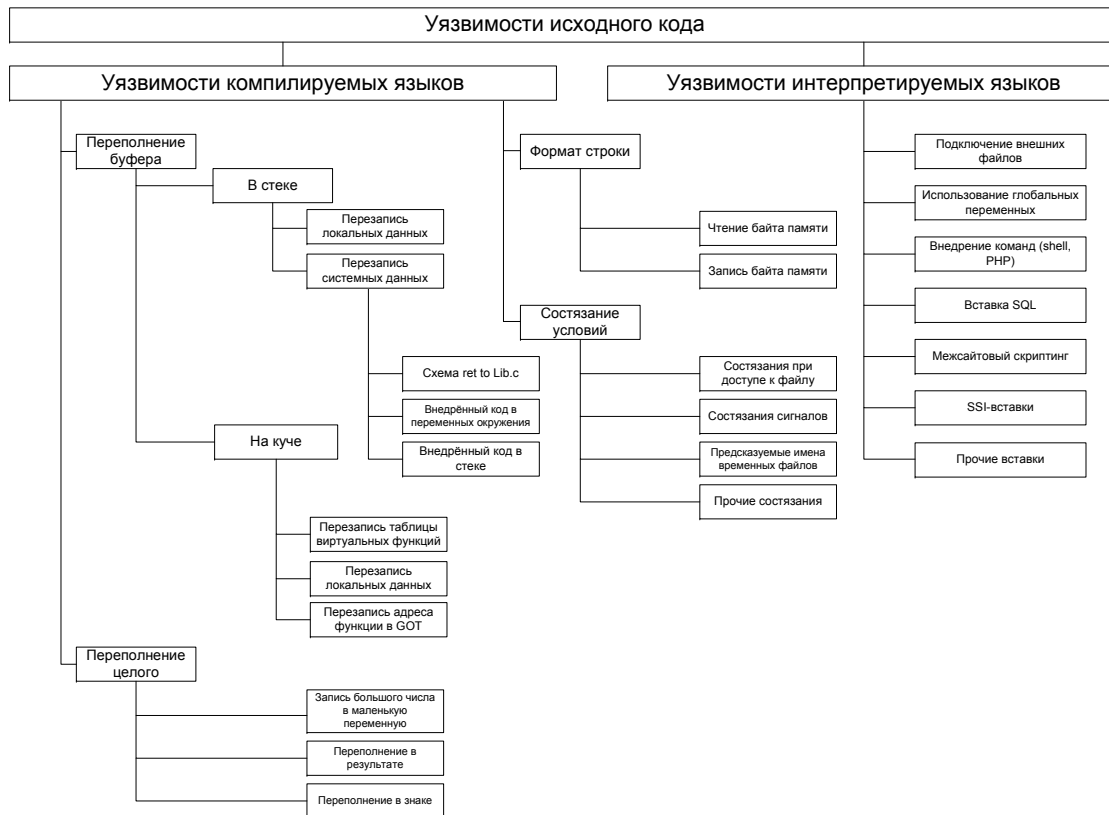 Уязвимости исходного кода
Уязвимости компилируемых языков
Уязвимости интерпретируемых языков
Переполнение
буфера
В стеке
Перезапись
локальных данных
Перезапись
системных данных
Схема ret to Lib.c
Внедрённый код в
переменных окружения
Внедрённый код в
стеке
На куче
Перезапись таблицы
виртуальных функций
Перезапись
локальных данных
Перезапись адреса
функции в GOT
Переполнение
целого
Запись большого числа
в маленькую
переменную
Переполнение в
результате
Переполнение в знаке
Формат строки
Чтение байта памяти
Запись байта памяти
Состязание
условий
Состязания при
доступе к файлу
Состязания сигналов
Предсказуемые имена
временных файлов
Прочие состязания
Подключение внешних
файлов
Использование глобальных
переменных
Внедрение команд (shell,
PHP)
Вставка SQL
Межсайтовый скриптинг
SSI-вставки
Прочие вставки